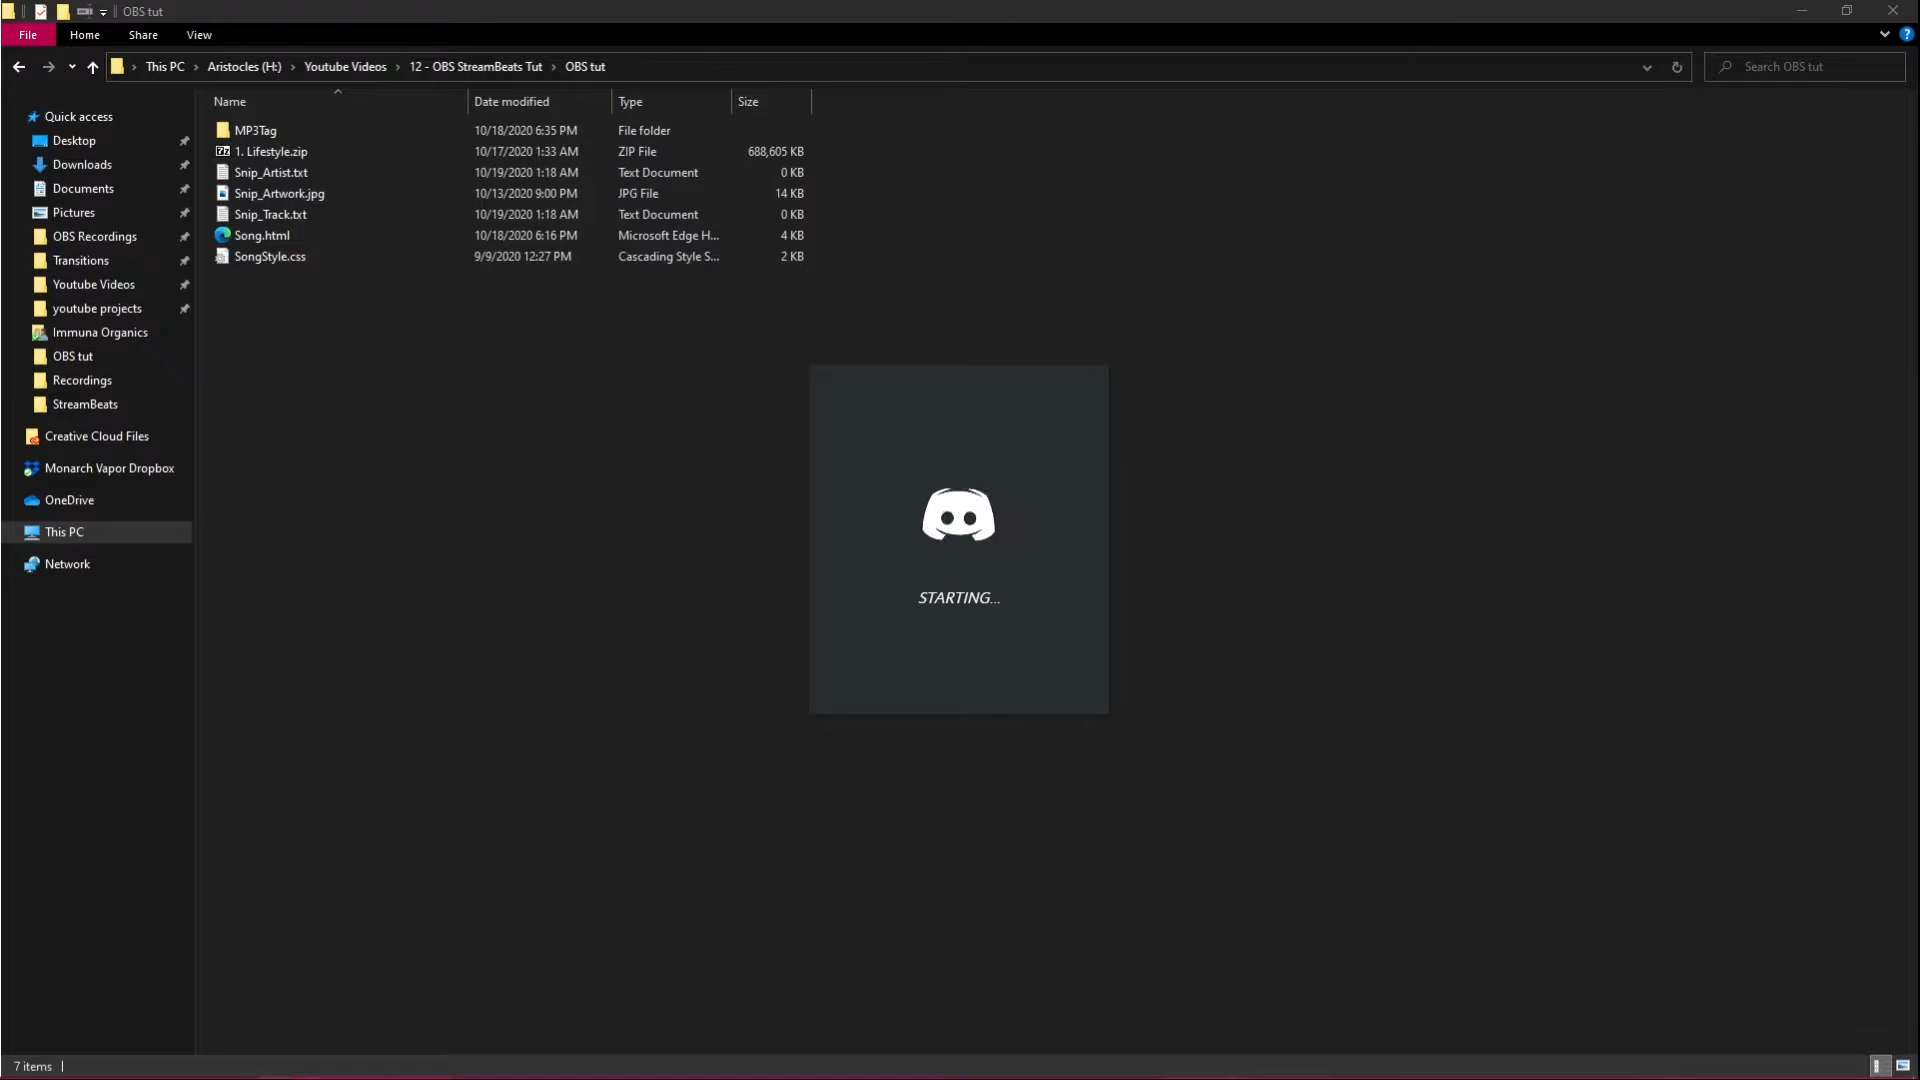 OBS tut
File Home Share View
This PC Aristocles (H:) Youtube Videos 12 - OBS StreamBeats Tut OBS tut Search OBS tut
Name Date modified Type Size
MP3Tag 10/18/2020 6:35 PM File folder
1. Lifestyle.zip 10/17/2020 1:33 AM ZIP File 688,605 KB
Snip_Artist.txt 10/19/2020 1:18 AM Text Document 0 KB
Snip_Artwork.jpg 10/13/2020 9:00 PM JPG File 14 KB
Snip_Track.txt 10/19/2020 1:18 AM Text Document 0 KB
Song.html 10/18/2020 6:16 PM Microsoft Edge H... 4 KB
SongStyle.css 9/9/2020 12:27 PM Cascading Style S... 2 KB
Quick access
Desktop
Downloads
Documents
Pictures
OBS Recordings
Transitions
Youtube Videos
youtube projects
Immuna Organics
OBS tut
Recordings
StreamBeats
Creative Cloud Files
Monarch Vapor Dropbox
OneDrive
This PC
Network
STARTING...
7 items